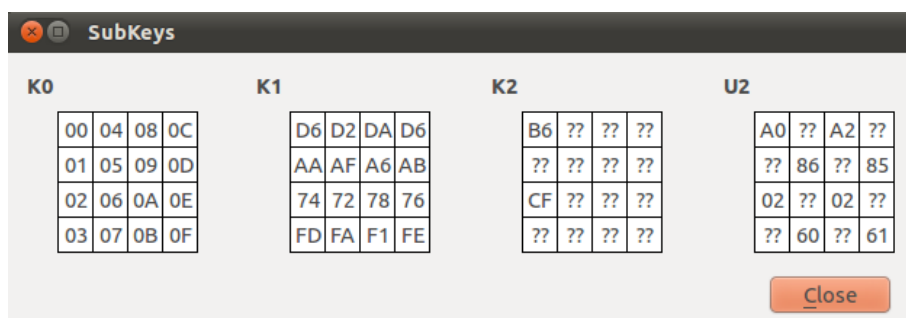 SubKeys
K0 K1 K2 U2
00 04 08 0C D6 D2 DA D6 B6 ?? ?? ?? A0 ?? A2 ??
01 05 09 0D AA AF A6 AB ?? ?? ?? ?? ?? 86 ?? 85
02 06 0A 0E 74 72 78 76 CF ?? ?? ?? 02 ?? 02 ??
03 07 0B 0F FD FA F1 FE ?? ?? ?? ?? ?? 60 ?? 61
Close